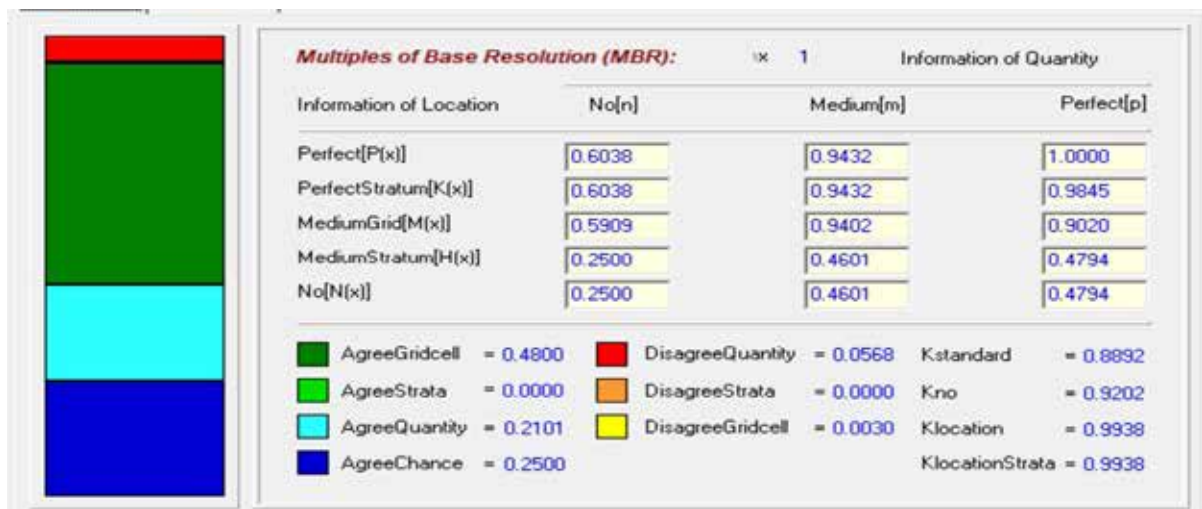 Multiples of Base Resolution (MBR): x 1 Information of Quantity
Information of Location No[n] Medium[m] Perfect[p]
Perfect[P(x)] 0.6038 0.9432 1.0000
PerfectStratum[K(x)] 0.6038 0.9432 0.9845
MediumGrid[M(x)] 0.5909 0.9402 0.9020
MediumStratum[H(x)] 0.2500 0.4601 0.4794
No[N(x)] 0.2500 0.4601 0.4794
AgreeGridcell = 0.4800 DisagreeQuantity = 0.0568 Kstandard = 0.8892
AgreeStrata = 0.0000 DisagreeStrata = 0.0000 Kno = 0.9202
AgreeQuantity = 0.2101 DisagreeGridcell = 0.0030 Klocation = 0.9938
AgreeChance = 0.2500 KlocationStrata = 0.9938